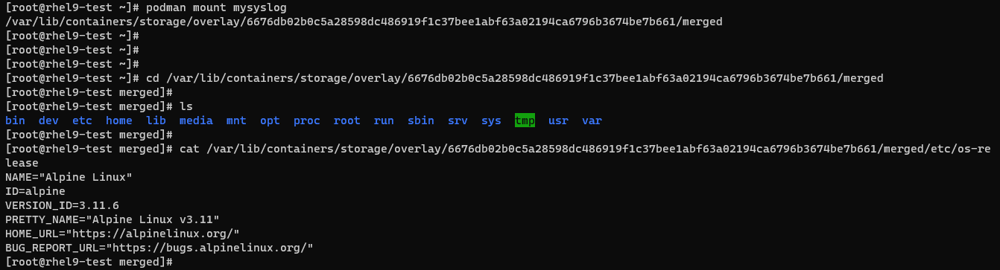 [root@rhel9-test ~]# podman mount mysyslog
/var/lib/containers/storage/overlay/6676db02b0c5a28598dc486919f1c37bee1abf63a02194ca6796b3674be7b661/merged
[root@rhel9-test ~]#
[root@rhel9-test ~]#
[root@rhel9-test ~]#
[root@rhel9-test ~]# cd /var/lib/containers/storage/overlay/6676db02b0c5a28598dc486919f1c37bee1abf63a02194ca6796b3674be7b661/merged
[root@rhel9-test merged]#
[root@rhel9-test merged]# ls
bin dev etc home lib media mnt opt proc root run sbin srv sys tmp usr var
[root@rhel9-test merged]#
[root@rhel9-test merged]# cat /var/lib/containers/storage/overlay/6676db02b0c5a28598dc486919f1c37bee1abf63a02194ca6796b3674be7b661/merged/etc/os-re
lease
NAME="Alpine Linux"
ID=alpine
VERSION_ID=3.11.6
PRETTY_NAME="Alpine Linux v3.11"
HOME_URL="https://alpinelinux.org/"
BUG_REPORT_URL="https://bugs.alpinelinux.org/"
[root@rhel9-test merged]#